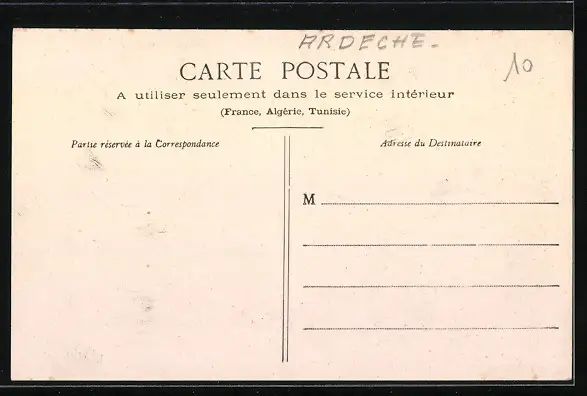 ARDECHE-
10
CARTE POSTALE
A utiliser seulement dans le service intérieur
(France, Algérie, Tunisie)
Partie réservée à la Correspondance
Adresse du Destinataire
M